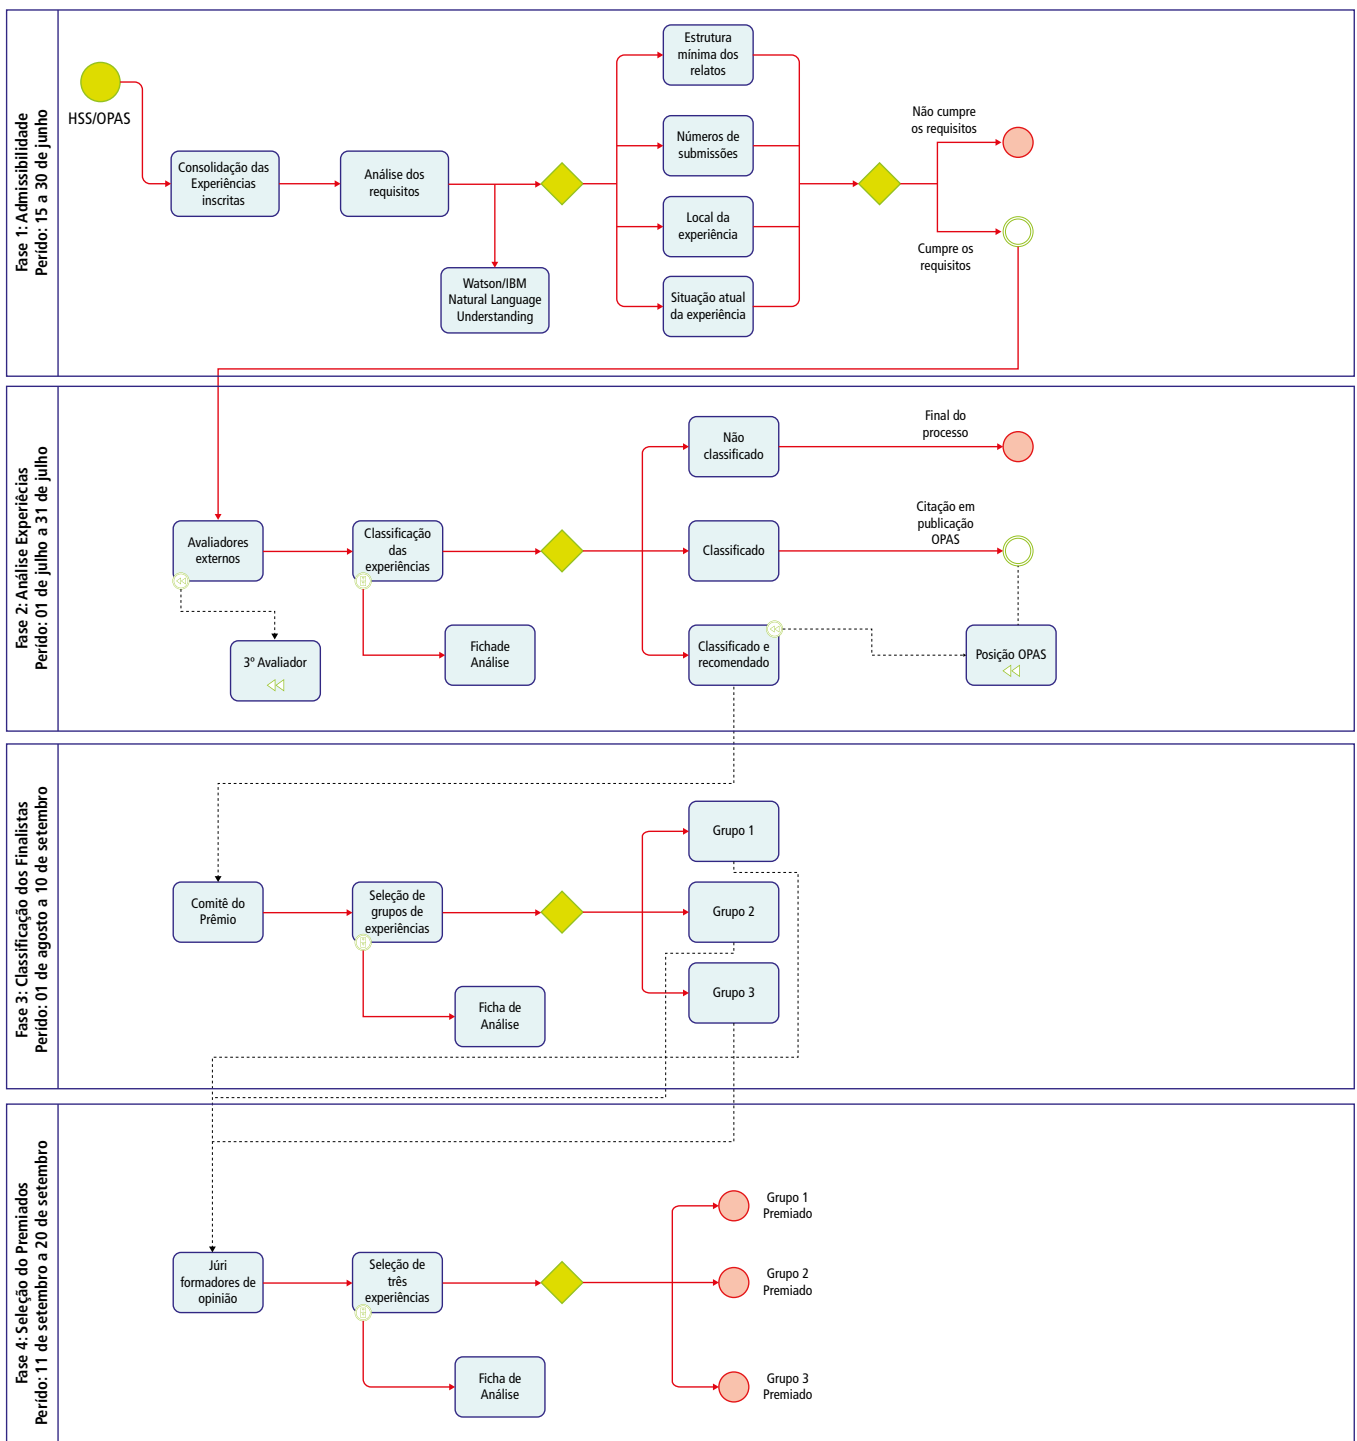 Fase 1: Admissibilidade
Perído: 15 a 30 de junho
HSS/OPAS
Consolidação das
Experiências
inscritas
Análise dos
requisitos
Watson/IBM
Natural Language
Understanding
Estrutura
mínima dos
relatos
Números de
submissões
Local da
experiência
Situação atual
da experiência
Não cumpre
os requisitos
Cumpre os
requisitos
Fase 2: Análise Experiêcias
Perído: 01 de julho a 31 de julho
Avaliadores
externos
3º Avaliador
Classificação
das
experiências
Fichade
Análise
Não
classificado
Classificado
Classificado e
recomendado
Final do
processo
Citação em
publicação
OPAS
Posição OPAS
Fase 3: Classificação dos Finalistas
Perído: 01 de agosto a 10 de setembro
Comitê do
Prêmio
Seleção de
grupos de
experiências
Ficha de
Análise
Grupo 1
Grupo 2
Grupo 3
Fase 4: Seleção do Premiados
Perído: 11 de setembro a 20 de setembro
Júri
formadores de
opinião
Seleção de
três
experiências
Ficha de
Análise
Grupo 1
Premiado
Grupo 2
Premiado
Grupo 3
Premiado